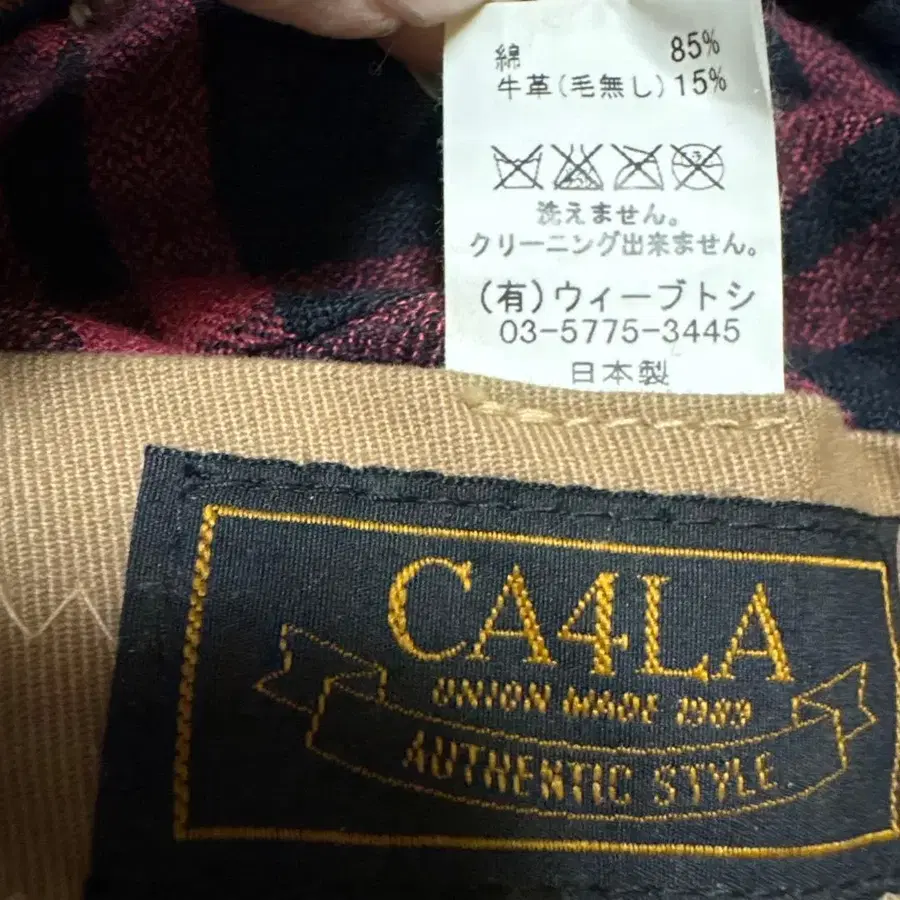 綿 85%
牛革(毛無し) 15%
洗えません。
クリーニング出来ません。
(有)ウィーブトシ
03-5775-3445
日本製
CA4LA
UNION MADE 1989
AUTHENTIC STYLE